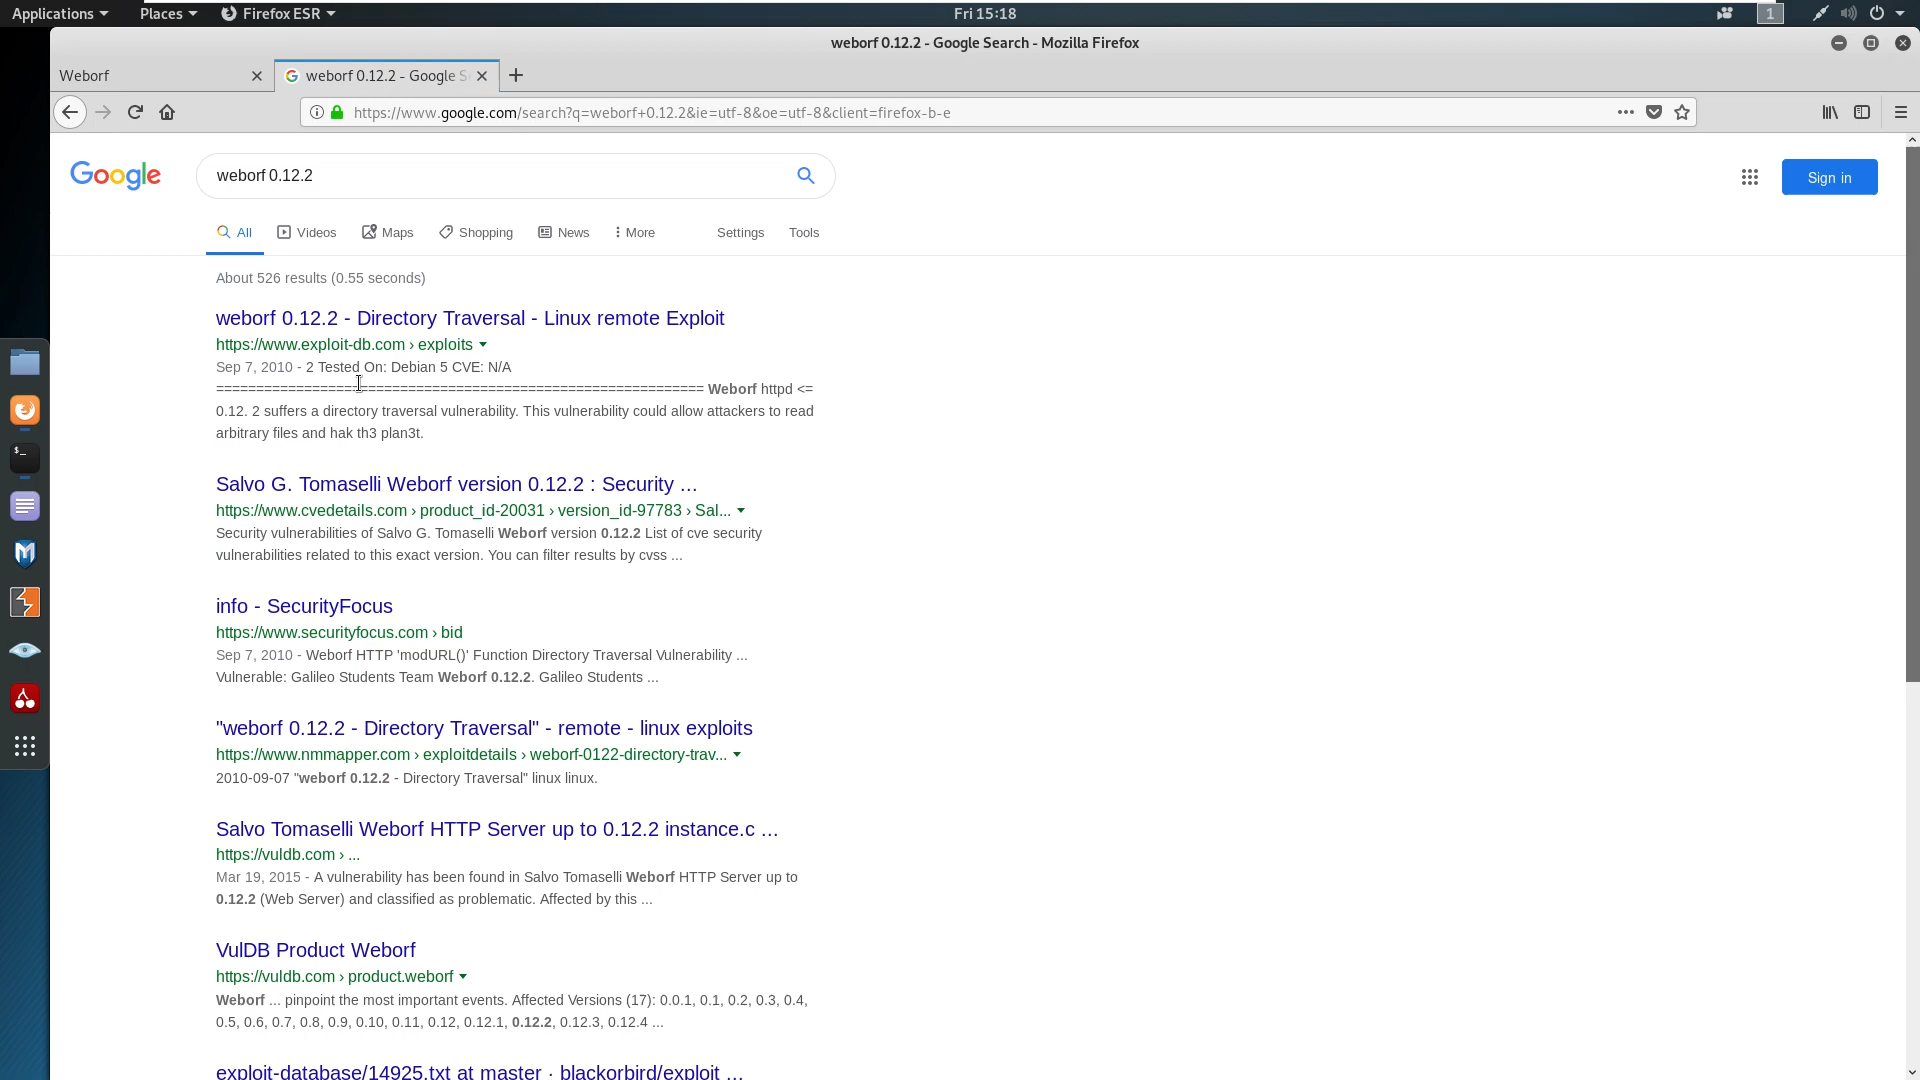 Applications Places Firefox ESR Fri 15:18 1
weborf 0.12.2 - Google Search - Mozilla Firefox
Weborf weborf 0.12.2 - Google S
https://www.google.com/search?q=weborf+0.12.2&ie=utf-8&oe=utf-8&client=firefox-b-e
Google weborf 0.12.2 Sign in
All Videos Maps Shopping News More Settings Tools
About 526 results (0.55 seconds)
weborf 0.12.2 - Directory Traversal - Linux remote Exploit
https://www.exploit-db.com › exploits
Sep 7, 2010 - 2 Tested On: Debian 5 CVE: N/A
============================================================= Weborf httpd <=
0.12. 2 suffers a directory traversal vulnerability. This vulnerability could allow attackers to read
arbitrary files and hak th3 plan3t.
Salvo G. Tomaselli Weborf version 0.12.2 : Security ...
https://www.cvedetails.com › product_id-20031 › version_id-97783 › Sal...
Security vulnerabilities of Salvo G. Tomaselli Weborf version 0.12.2 List of cve security
vulnerabilities related to this exact version. You can filter results by cvss ...
info - SecurityFocus
https://www.securityfocus.com › bid
Sep 7, 2010 - Weborf HTTP 'modURL()' Function Directory Traversal Vulnerability ...
Vulnerable: Galileo Students Team Weborf 0.12.2. Galileo Students ...
"weborf 0.12.2 - Directory Traversal" - remote - linux exploits
https://www.nmmapper.com › exploitdetails › weborf-0122-directory-trav...
2010-09-07 "weborf 0.12.2 - Directory Traversal" linux linux.
Salvo Tomaselli Weborf HTTP Server up to 0.12.2 instance.c ...
https://vuldb.com › ...
Mar 19, 2015 - A vulnerability has been found in Salvo Tomaselli Weborf HTTP Server up to
0.12.2 (Web Server) and classified as problematic. Affected by this ...
VulDB Product Weborf
https://vuldb.com › product.weborf
Weborf ... pinpoint the most important events. Affected Versions (17): 0.0.1, 0.1, 0.2, 0.3, 0.4,
0.5, 0.6, 0.7, 0.8, 0.9, 0.10, 0.11, 0.12, 0.12.1, 0.12.2, 0.12.3, 0.12.4 ...
exploit-database/14925.txt at master · blackorbird/exploit ...